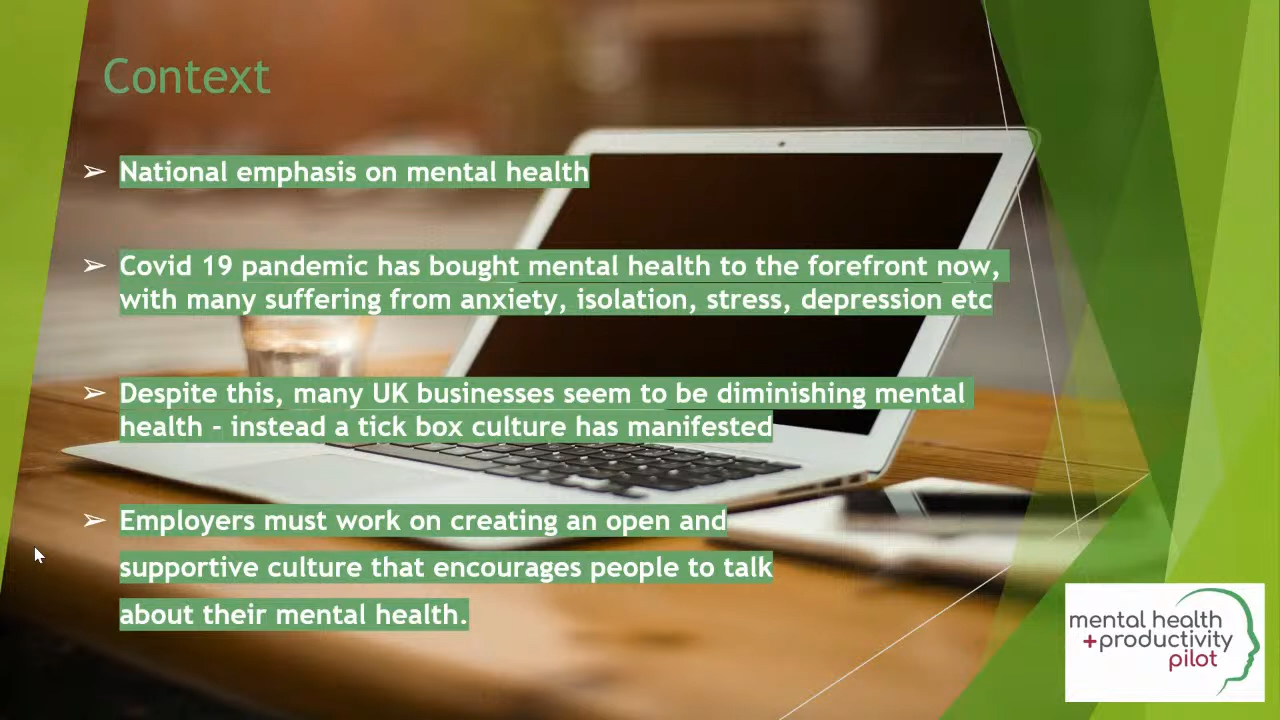 Context
➢ National emphasis on mental health
➢ Covid 19 pandemic has bought mental health to the forefront now,
with many suffering from anxiety, isolation, stress, depression etc
➢ Despite this, many UK businesses seem to be diminishing mental
health - instead a tick box culture has manifested
➢ Employers must work on creating an open and
supportive culture that encourages people to talk
about their mental health.
mental health
+productivity
pilot